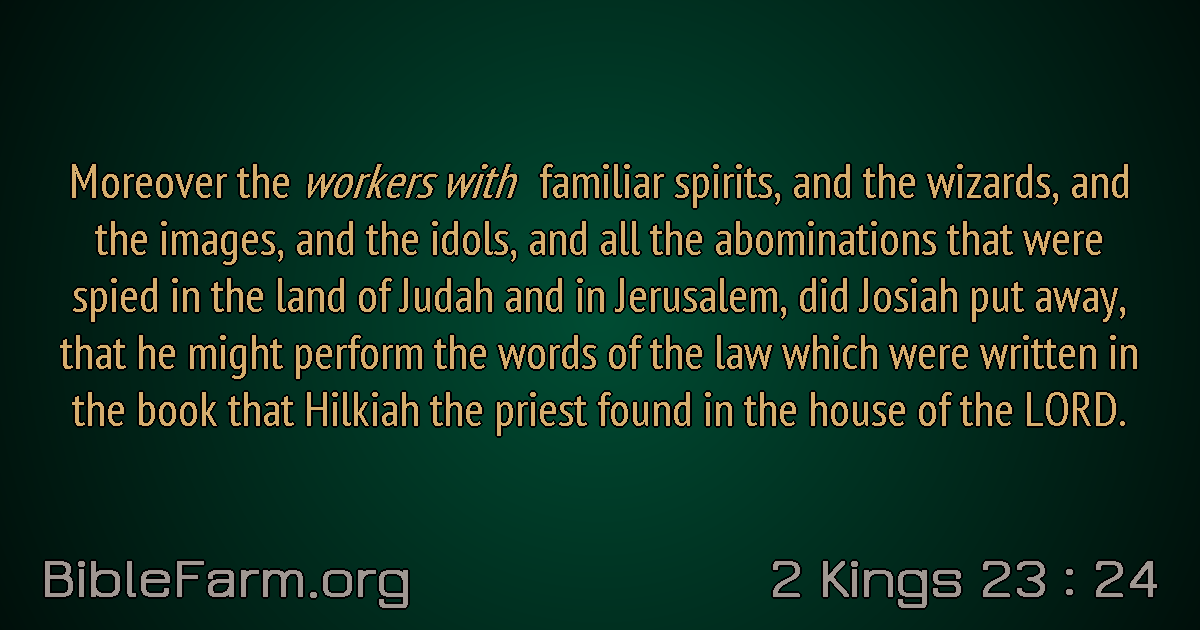 Moreover the workers with familiar spirits, and the wizards, and
the images, and the idols, and all the abominations that were
spied in the land of Judah and in Jerusalem, did Josiah put away,
that he might perform the words of the law which were written in
the book that Hilkiah the priest found in the house of the LORD.
BibleFarm.org
2 Kings 23 : 24